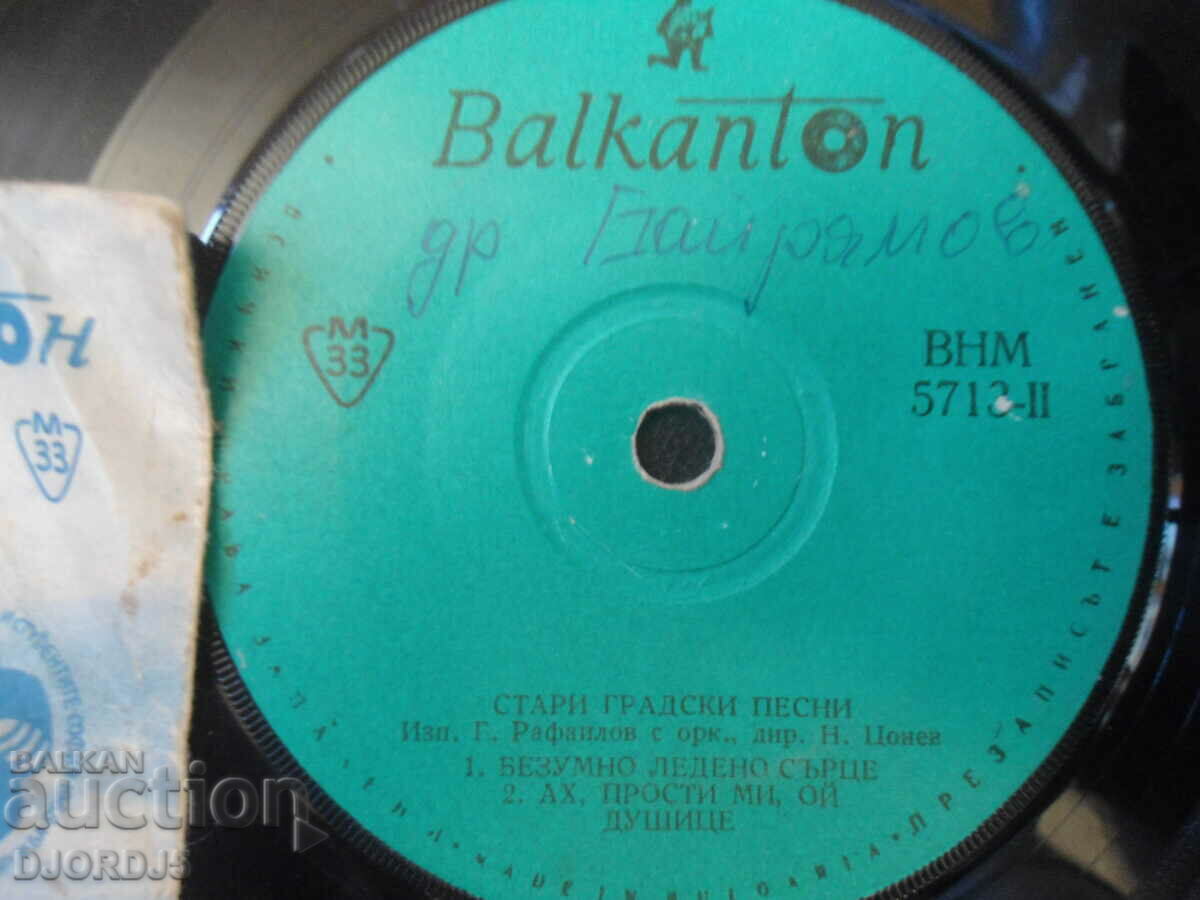 Balkanton
др Байрямов
M
33
ВНМ
5713-II
СТАРИ ГРАДСКИ ПЕСНИ
Изп. Г. Рафаилов с орк., дир. Н. Цонев
1. БЕЗУМНО ЛЕДЕНО СЪРЦЕ
2. АХ, ПРОСТИ МИ, ОЙ
ДУШИЦЕ
ПРЕЗАПИСЪТ Е ЗАБРАНЕН
MADE IN BULGARIA
ОН
M
33
BALKAN
auction
DJORDJ5